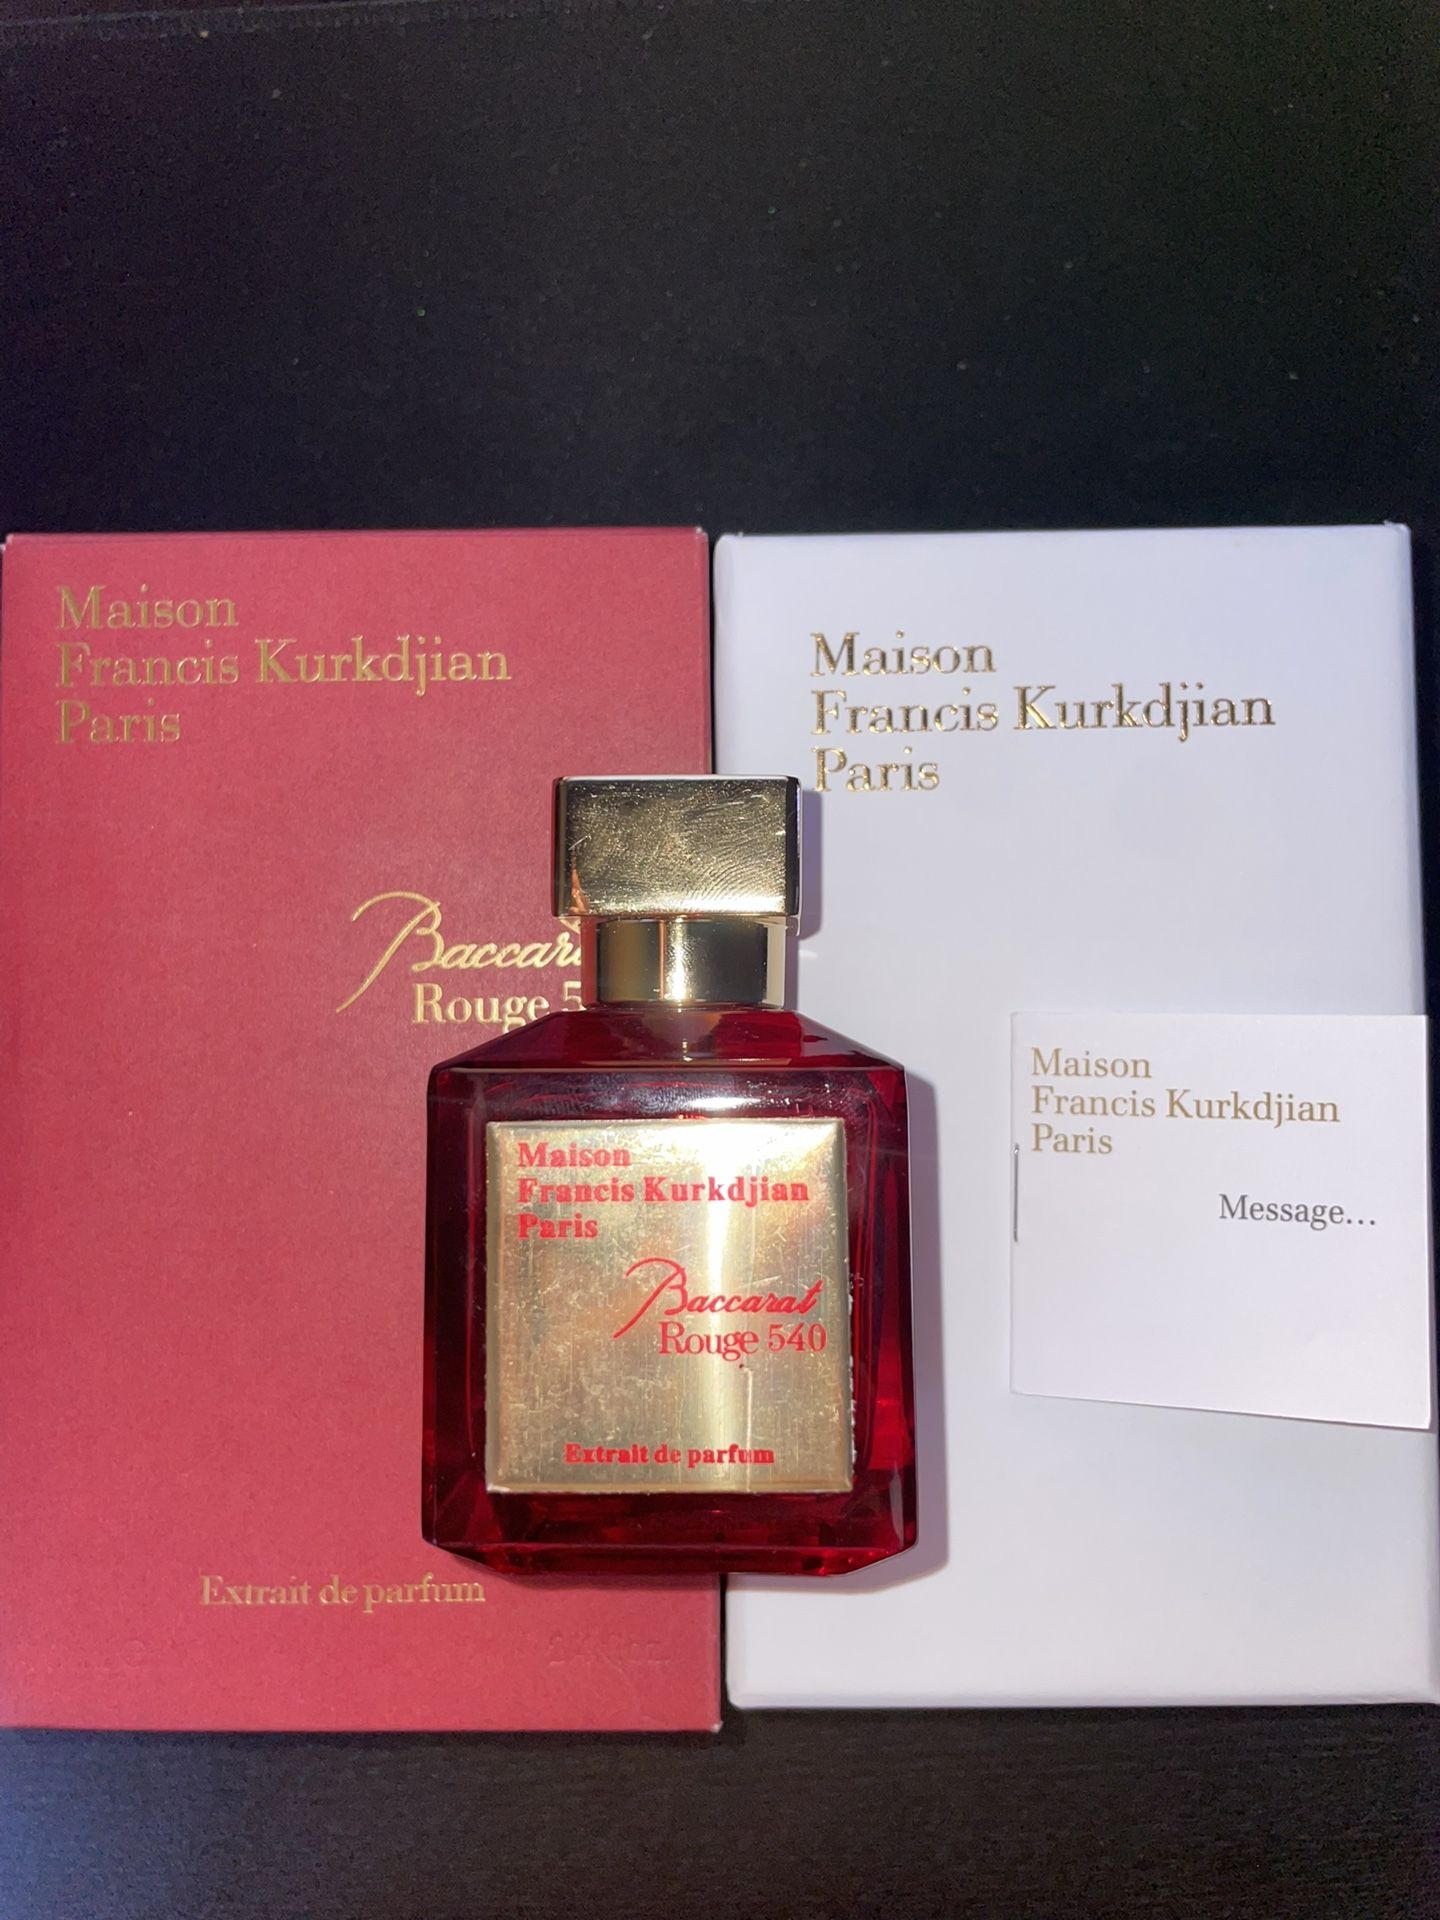 Maison
Francis Kurkdjian
Paris
Rouge
Extrait de parfum
Maison
Francis Kurkdjian
Paris
Maison
Francis Kurkdjian
Paris
Baccarat
Rouge 540
Extrait de parfum
Maison
Francis Kurkdjian
Paris
Message...